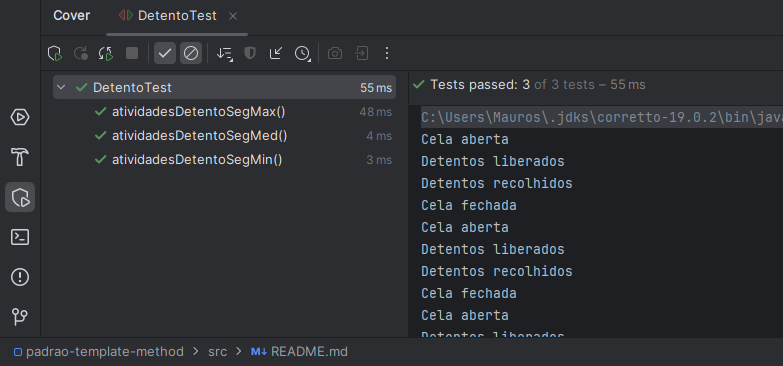 Cover DetentoTest
DetentoTest 55 ms
atividadesDetentoSegMax() 48 ms
atividadesDetentoSegMed() 4 ms
atividadesDetentoSegMin() 3 ms
Tests passed: 3 of 3 tests – 55 ms
C:\Users\Mauros\.jdks\corretto-19.0.2\bin\java
Cela aberta
Detentos liberados
Detentos recolhidos
Cela fechada
Cela aberta
Detentos liberados
Detentos recolhidos
Cela fechada
Cela aberta
Detentos liberados
padrao-template-method > src > M↓ README.md